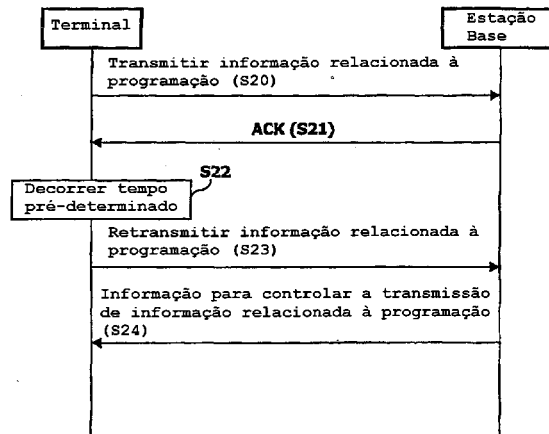 Terminal
Estação
Base
Transmitir informação relacionada à
programação (S20)
ACK (S21)
S22
Decorrer tempo
pré-determinado
Retransmitir informação relacionada à
programação (S23)
Informação para controlar a transmissão
de informação relacionada à programação
(S24)